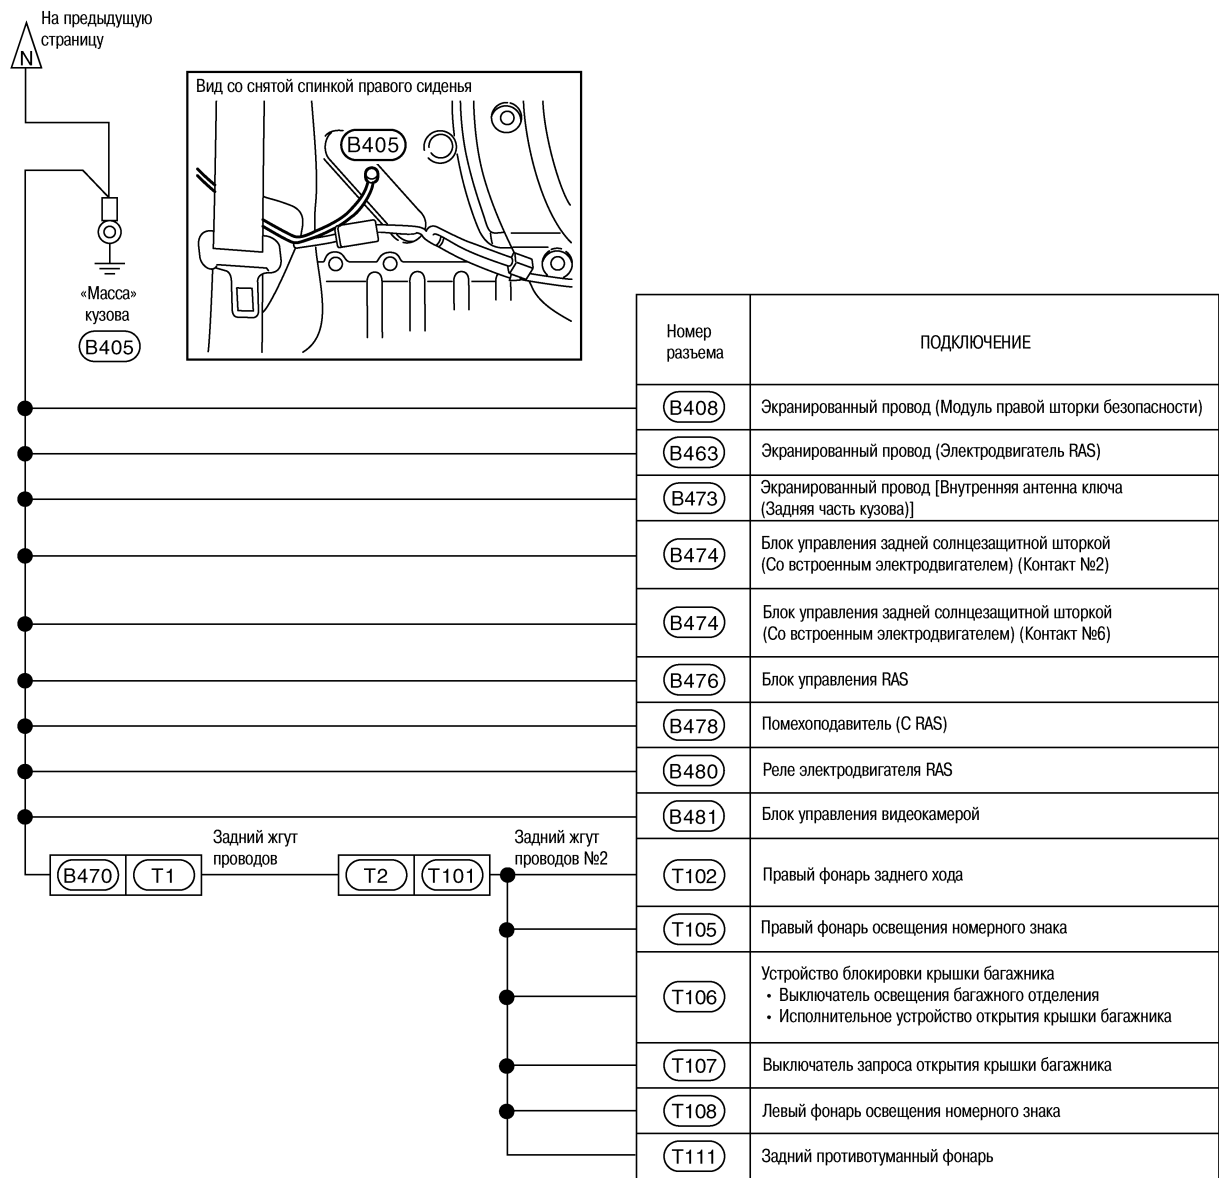 На предыдущую
страницу
N
Вид со снятой спинкой правого сиденья
B405
«Масса»
кузова
B405
Номер
разъема
ПОДКЛЮЧЕНИЕ
B408
Экранированный провод (Модуль правой шторки безопасности)
B463
Экранированный провод (Электродвигатель RAS)
B473
Экранированный провод [Внутренняя антенна ключа
(Задняя часть кузова)]
B474
Блок управления задней солнцезащитной шторкой
(Со встроенным электродвигателем) (Контакт №2)
B474
Блок управления задней солнцезащитной шторкой
(Со встроенным электродвигателем) (Контакт №6)
B476
Блок управления RAS
B478
Помехоподавитель (С RAS)
B480
Реле электродвигателя RAS
B481
Блок управления видеокамерой
Задний жгут
проводов
Задний жгут
проводов №2
B470
T1
T2
T101
T102
Правый фонарь заднего хода
T105
Правый фонарь освещения номерного знака
T106
Устройство блокировки крышки багажника
• Выключатель освещения багажного отделения
• Исполнительное устройство открытия крышки багажника
T107
Выключатель запроса открытия крышки багажника
T108
Левый фонарь освещения номерного знака
T111
Задний противотуманный фонарь